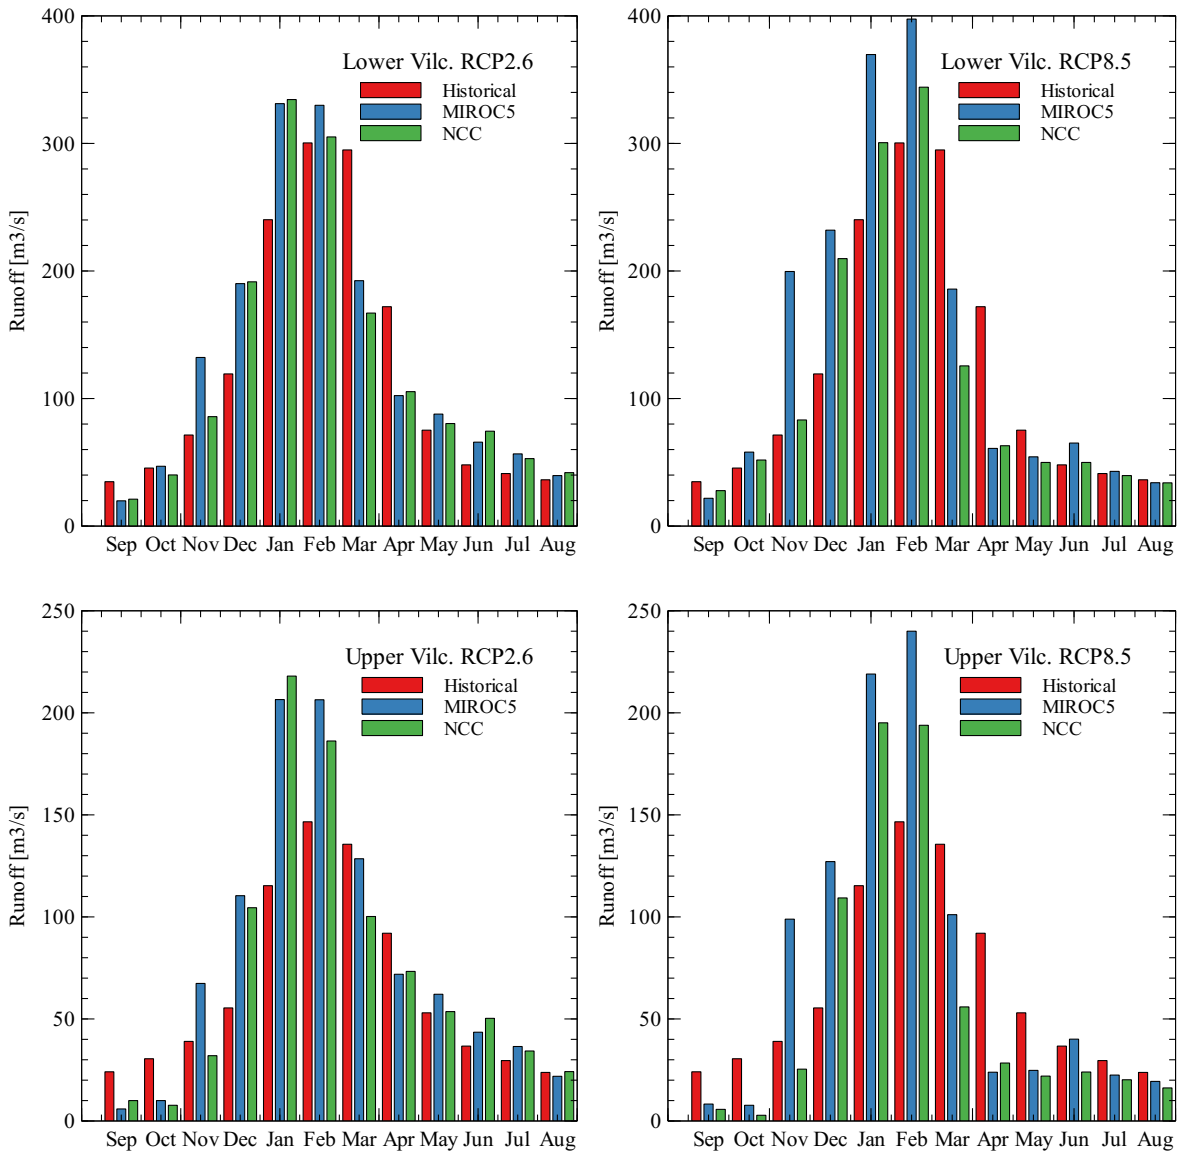 400
300
200
100
0
Runoff [m3/s]
Lower Vilc. RCP2.6
Historical
MIROC5
NCC
Sep Oct Nov Dec Jan Feb Mar Apr May Jun Jul Aug
400
300
200
100
0
Runoff [m3/s]
Lower Vilc. RCP8.5
Historical
MIROC5
NCC
Sep Oct Nov Dec Jan Feb Mar Apr May Jun Jul Aug
250
200
150
100
50
0
Runoff [m3/s]
Upper Vilc. RCP2.6
Historical
MIROC5
NCC
Sep Oct Nov Dec Jan Feb Mar Apr May Jun Jul Aug
250
200
150
100
50
0
Runoff [m3/s]
Upper Vilc. RCP8.5
Historical
MIROC5
NCC
Sep Oct Nov Dec Jan Feb Mar Apr May Jun Jul Aug